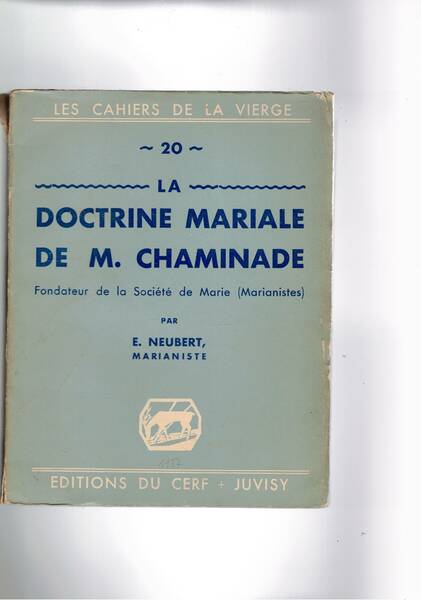 LES CAHIERS DE LA VIERGE
~ 20 ~
LA
DOCTRINE MARIALE
DE M. CHAMINADE
Fondateur de la Société de Marie (Marianistes)
PAR
E. NEUBERT,
MARIANISTE
EDITIONS DU CERF + JUVISY